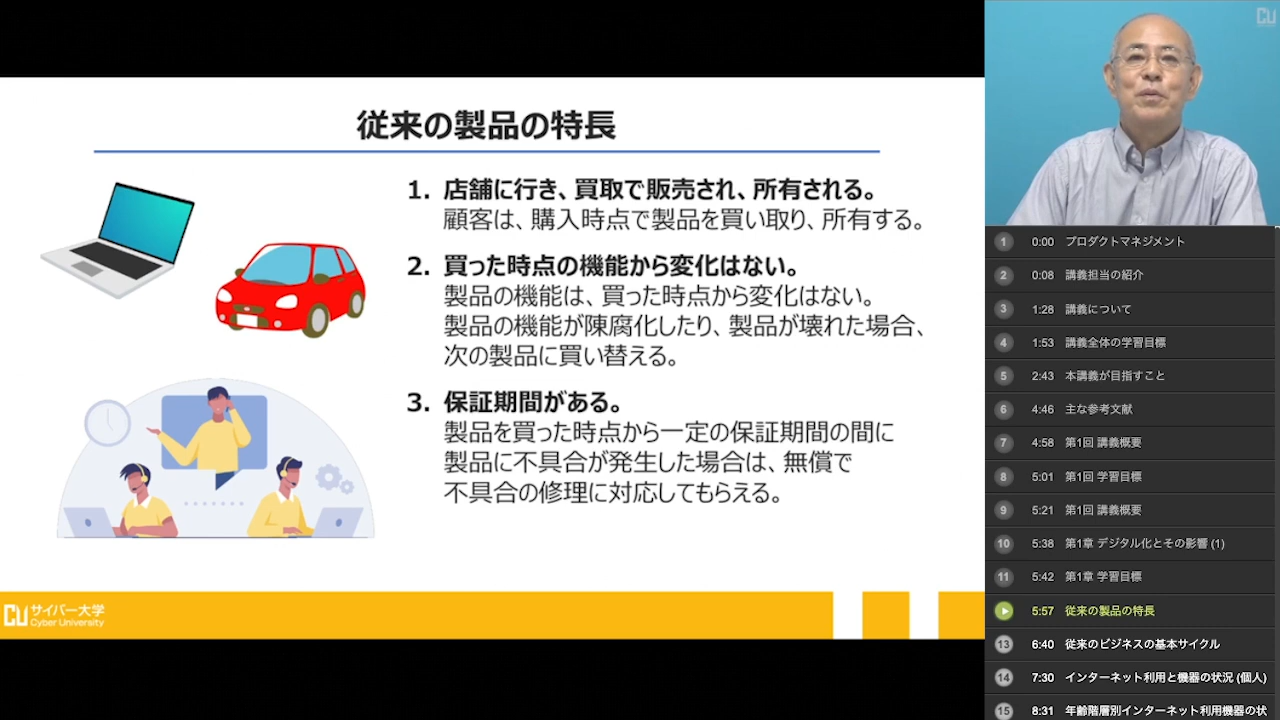 従来の製品の特長
1. 店舗に行き、買取で販売され、所有される。
顧客は、購入時点で製品を買い取り、所有する。
2. 買った時点の機能から変化はない。
製品の機能は、買った時点から変化はない。
製品の機能が陳腐化したり、製品が壊れた場合、
次の製品に買い替える。
3. 保証期間がある。
製品を買った時点から一定の保証期間の間に
製品に不具合が発生した場合は、無償で
不具合の修理に対応してもらえる。
CU サイバー大学
Cyber University
CU
1 0:00 プロダクトマネジメント
2 0:08 講義担当の紹介
3 1:28 講義について
4 1:53 講義全体の学習目標
5 2:43 本講義が目指すこと
6 4:46 主な参考文献
7 4:58 第1回 講義概要
8 5:01 第1回 学習目標
9 5:21 第1回 講義概要
10 5:38 第1章 デジタル化とその影響 (1)
11 5:42 第1章 学習目標
5:57 従来の製品の特長
13 6:40 従来のビジネスの基本サイクル
14 7:30 インターネット利用と機器の状況 (個人)
15 8:31 年齢階層別インターネット利用機器の状